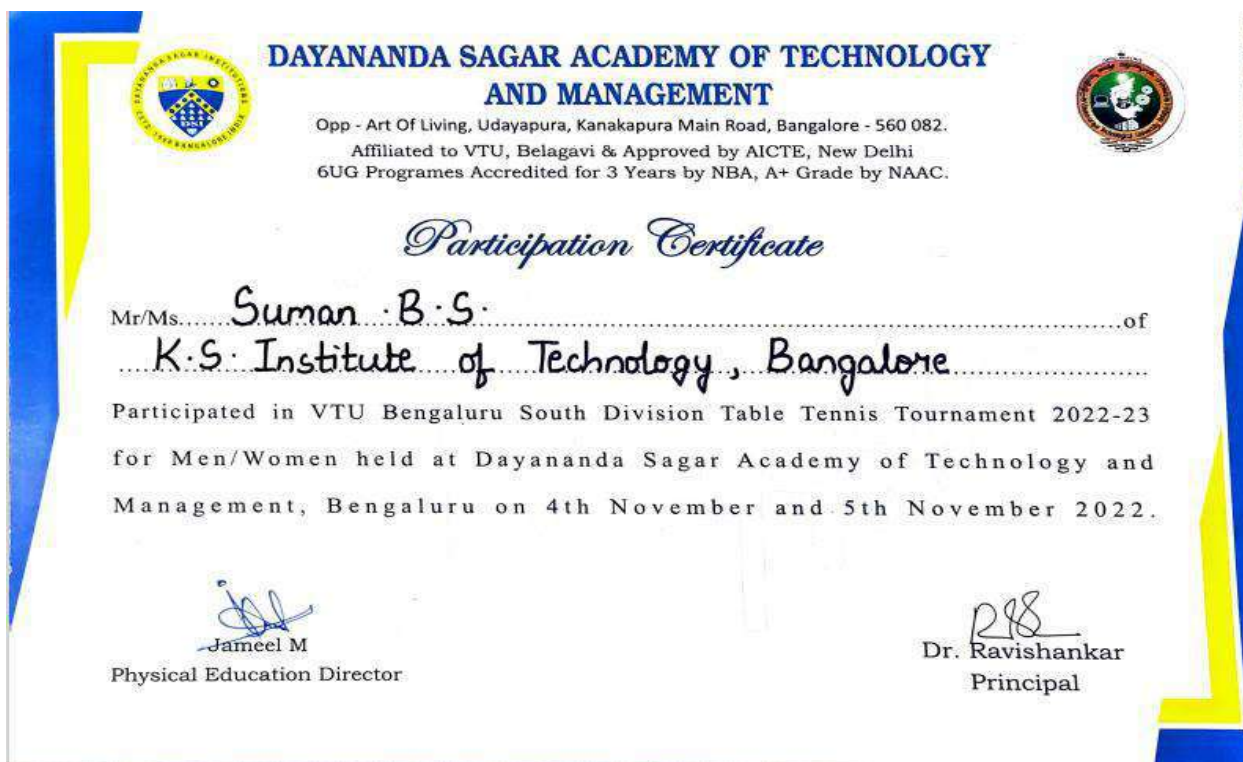 DAYANANDA SAGAR ACADEMY OF TECHNOLOGY
AND MANAGEMENT
Opp - Art Of Living, Udayapura, Kanakapura Main Road, Bangalore - 560 082.
Affiliated to VTU, Belagavi & Approved by AICTE, New Delhi
6UG Programes Accredited for 3 Years by NBA, A+ Grade by NAAC.
Participation Certificate
Mr/Ms...... Suman .B.S. ......of
....K.S. Institute of Technology, Bangalore......
Participated in VTU Bengaluru South Division Table Tennis Tournament 2022-23
for Men/Women held at Dayananda Sagar Academy of Technology and
Management, Bengaluru on 4th November and 5th November 2022.
Jameel M
Physical Education Director
Dr. Ravishankar
Principal